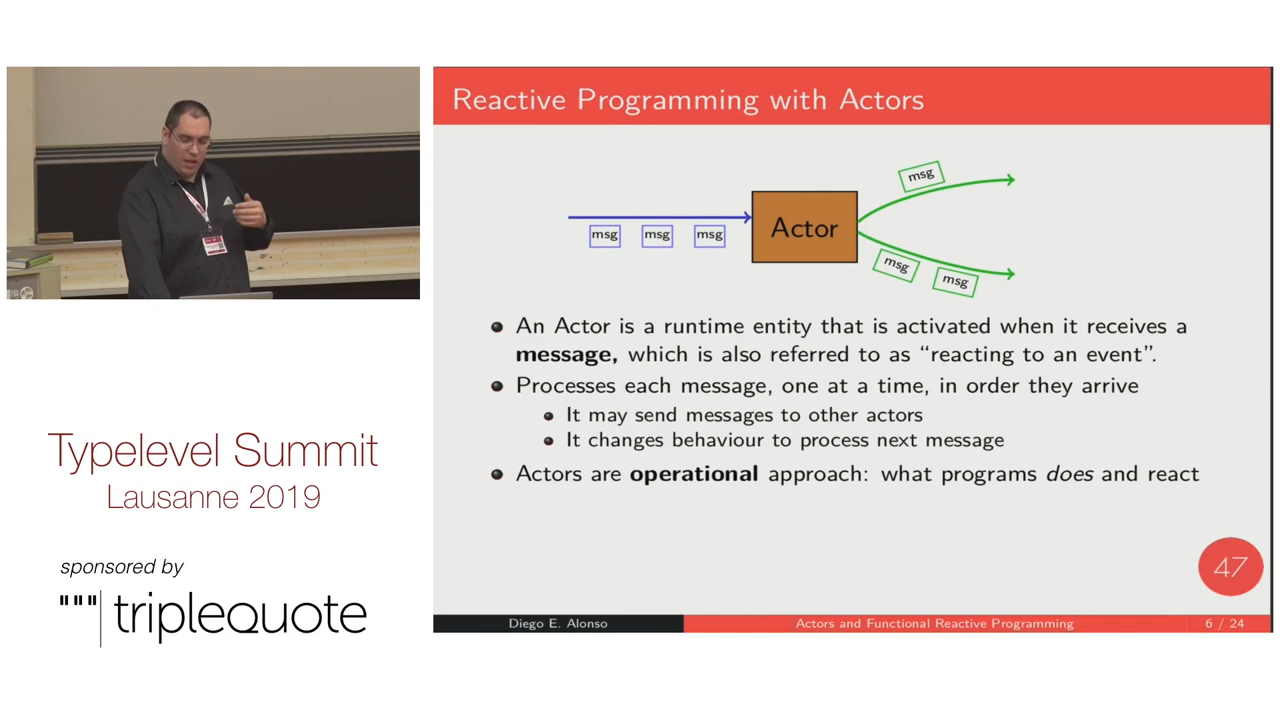 Reactive Programming with Actors
msg
msg
msg
Actor
msg
msg
msg
An Actor is a runtime entity that is activated when it receives a
message, which is also referred to as “reacting to an event”.
Processes each message, one at a time, in order they arrive
It may send messages to other actors
It changes behaviour to process next message
Actors are operational approach: what programs does and react
47
Diego E. Alonso
Actors and Functional Reactive Programming
6 / 24
Typelevel Summit
Lausanne 2019
sponsored by
""" triplequote